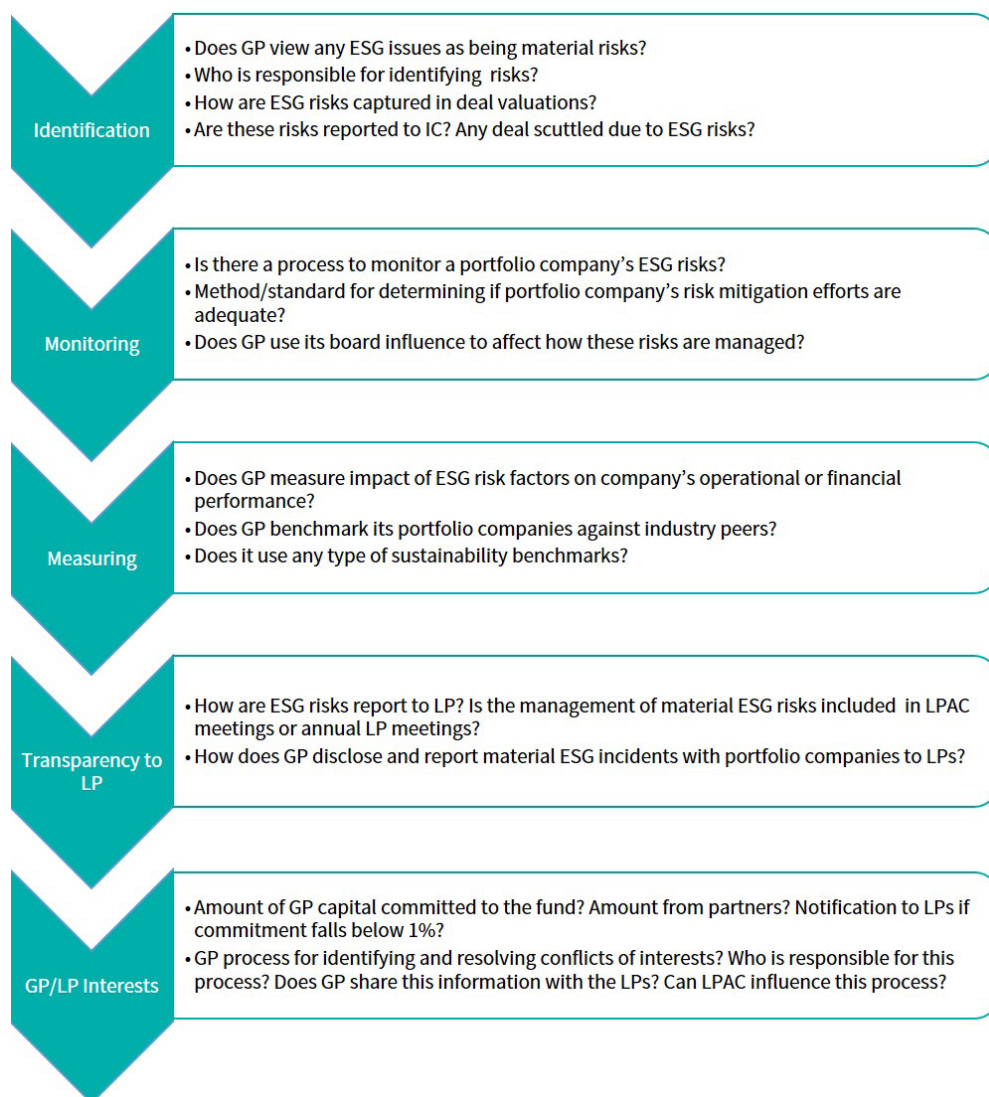 Identification
• Does GP view any ESG issues as being material risks?
• Who is responsible for identifying risks?
• How are ESG risks captured in deal valuations?
• Are these risks reported to IC? Any deal scuttled due to ESG risks?
Monitoring
• Is there a process to monitor a portfolio company's ESG risks?
• Method/standard for determining if portfolio company's risk mitigation efforts are
adequate?
• Does GP use its board influence to affect how these risks are managed?
Measuring
• Does GP measure impact of ESG risk factors on company's operational or financial
performance?
• Does GP benchmark its portfolio companies against industry peers?
• Does it use any type of sustainability benchmarks?
Transparency to
LP
• How are ESG risks report to LP? Is the management of material ESG risks included in LPAC
meetings or annual LP meetings?
• How does GP disclose and report material ESG incidents with portfolio companies to LPs?
GP/LP Interests
• Amount of GP capital committed to the fund? Amount from partners? Notification to LPs if
commitment falls below 1%?
• GP process for identifying and resolving conflicts of interests? Who is responsible for this
process? Does GP share this information with the LPs? Can LPAC influence this process?